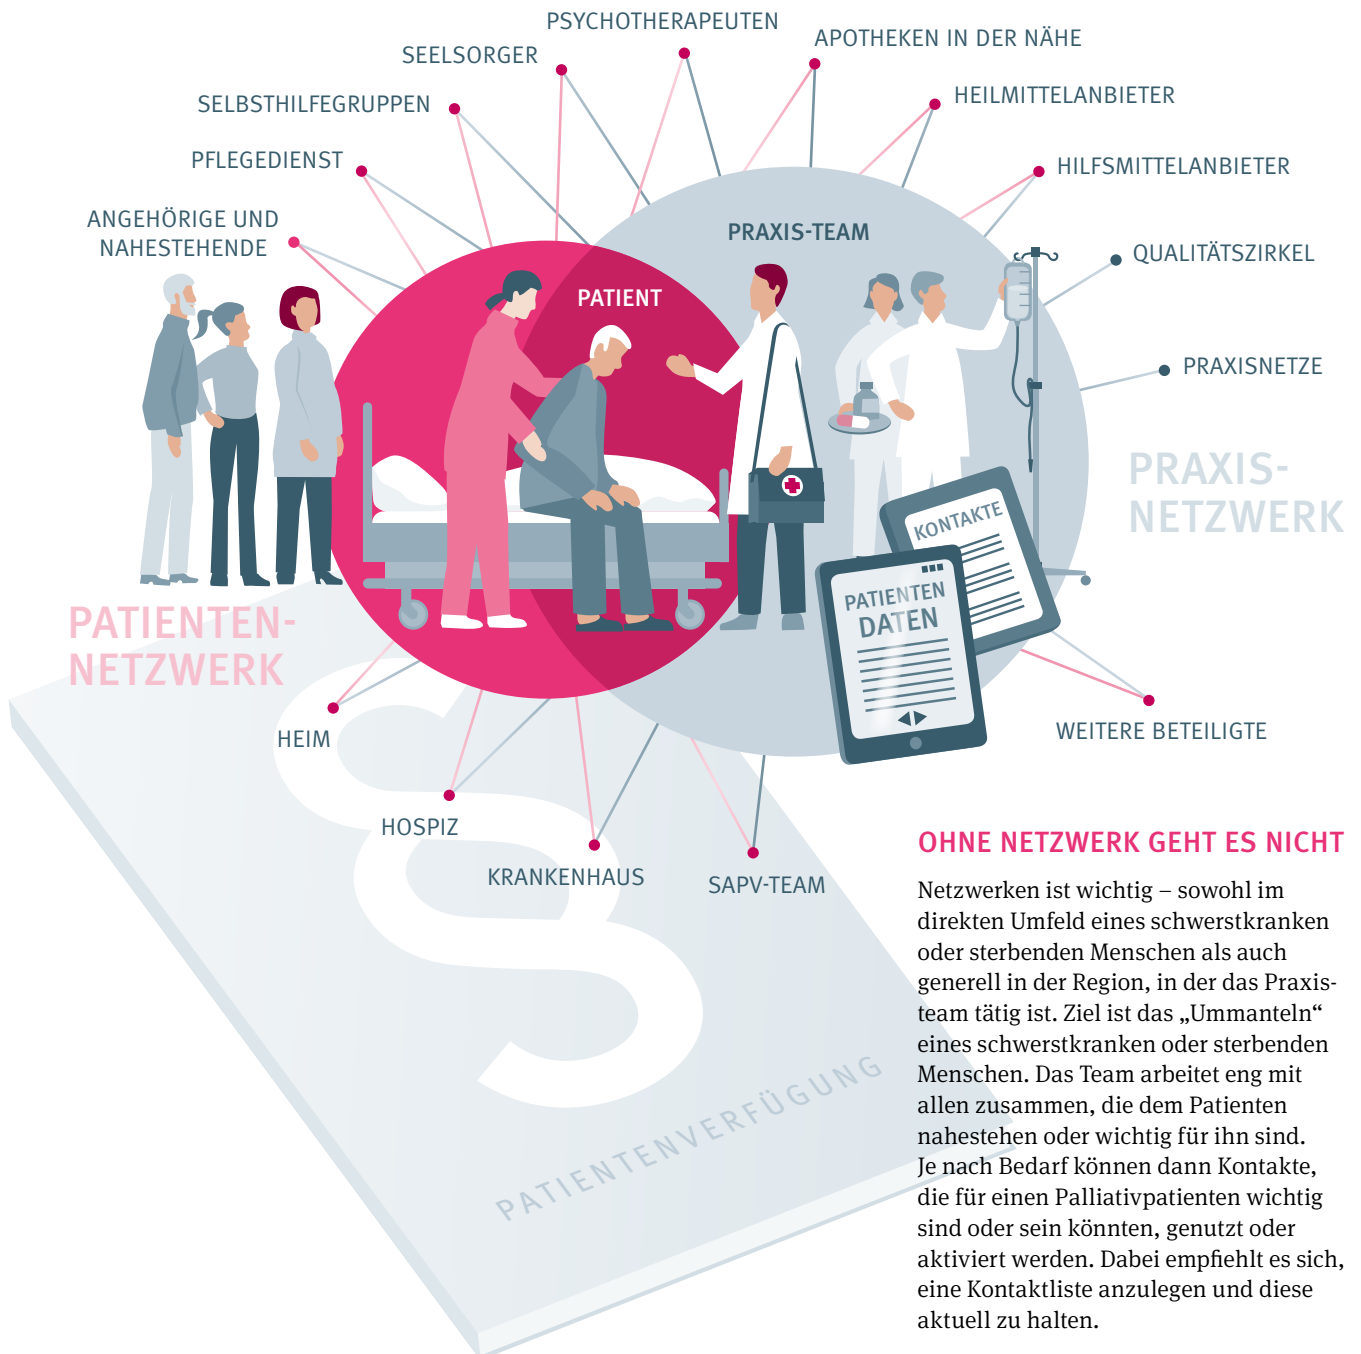 PSYCHOTHERAPEUTEN
APOTHEKEN IN DER NÄHE
SEELSORGER
HEILMITTELANBIETER
SELBSTHILFEGRUPPEN
PFLEGEDIENST
HILFSMITTELANBIETER
ANGEHÖRIGE UND
NAHESTEHENDE
PRAXIS-TEAM
QUALITÄTSZIRKEL
PATIENT
PRAXISNETZE
PRAXIS-
NETZWERK
KONTAKTE
PATIENTEN
DATEN
PATIENTEN-
NETZWERK
HEIM
WEITERE BETEILIGTE
HOSPIZ
KRANKENHAUS
SAPV-TEAM
§
PATIENTENVERFÜGUNG
OHNE NETZWERK GEHT ES NICHT
Netzwerken ist wichtig – sowohl im
direkten Umfeld eines schwerstkranken
oder sterbenden Menschen als auch
generell in der Region, in der das Praxis-
team tätig ist. Ziel ist das „Ummanteln“
eines schwerstkranken oder sterbenden
Menschen. Das Team arbeitet eng mit
allen zusammen, die dem Patienten
nahestehen oder wichtig für ihn sind.
Je nach Bedarf können dann Kontakte,
die für einen Palliativpatienten wichtig
sind oder sein könnten, genutzt oder
aktiviert werden. Dabei empfiehlt es sich,
eine Kontaktliste anzulegen und diese
aktuell zu halten.